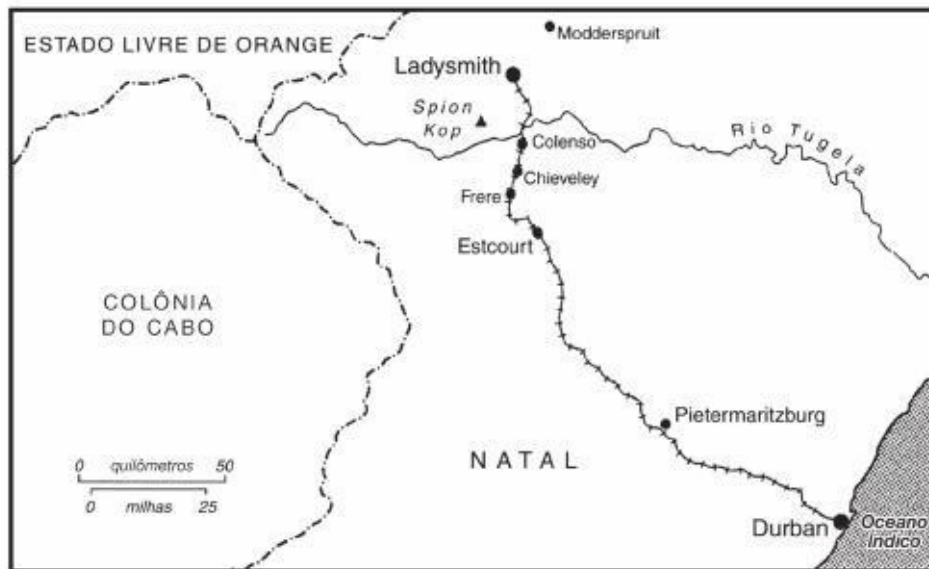 Modderspruit
ESTADO LIVRE DE ORANGE
Ladysmith
Spion
Kop
Colenso
Rio Tugela
Chieveley
Frere
Estcourt
COLÔNIA
DO CABO
Pietermaritzburg
NATAL
0 quilômetros 50
0 milhas 25
Durban
Oceano
Índico